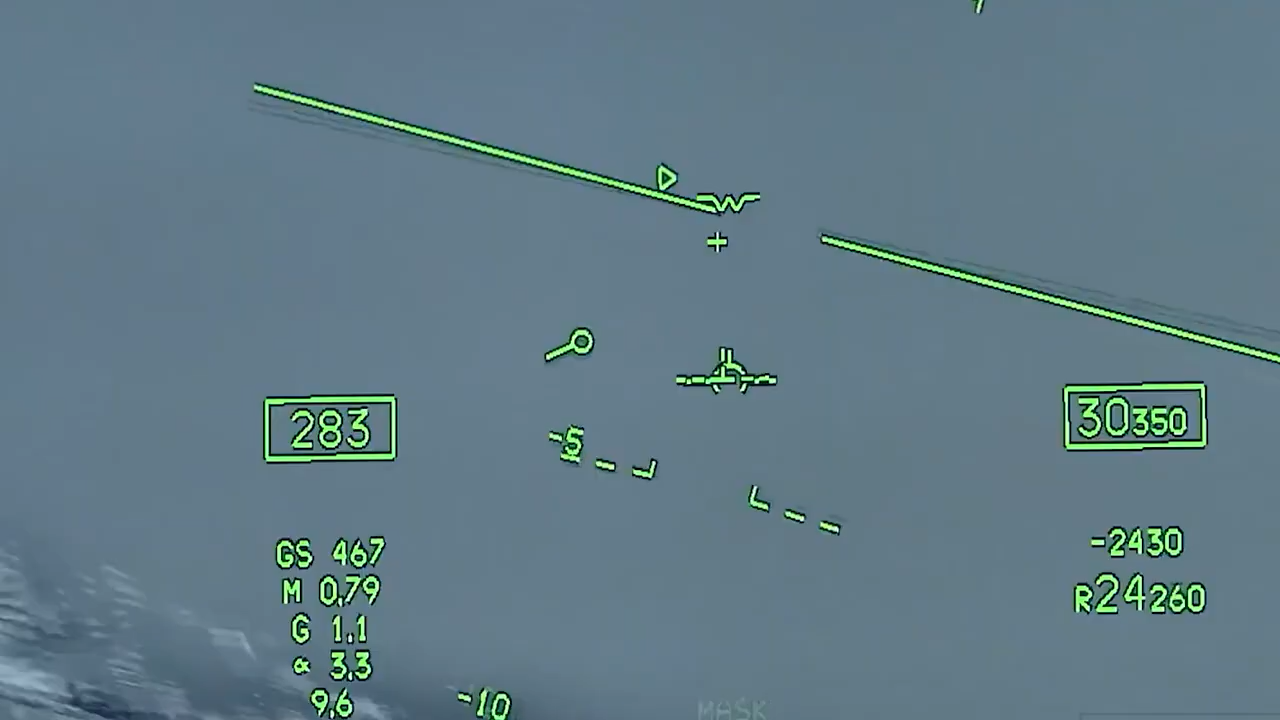 283
30350
-5
GS 467
M 0.79
G 1.1
α 3.3
9.6
-2430
R24260
-10
MASK